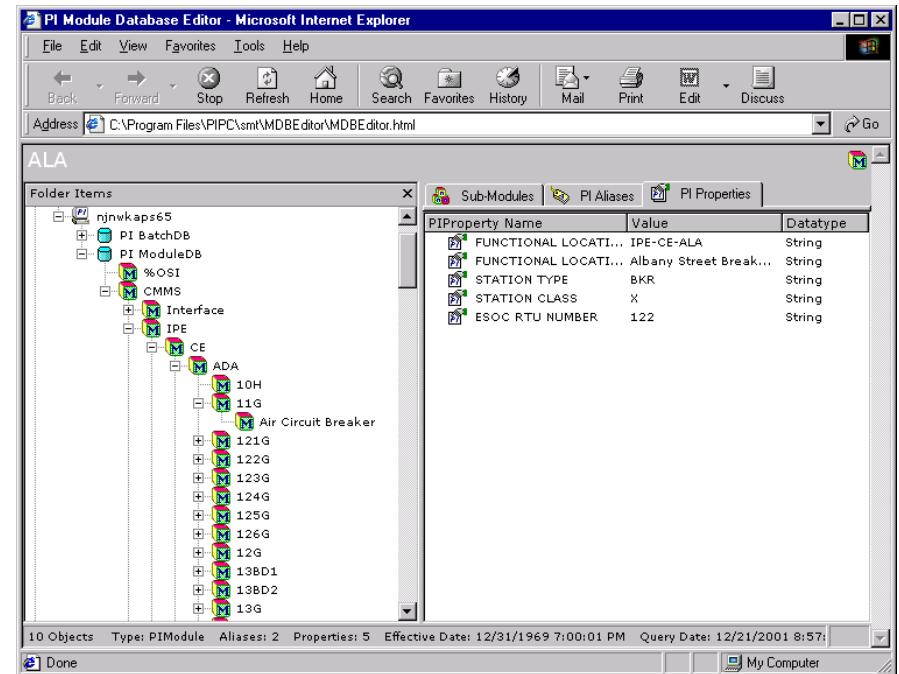 PI Module Database Editor - Microsoft Internet Explorer
File Edit View Favorites Tools Help
Back Forward Stop Refresh Home Search Favorites History Mail Print Edit Discuss
Address C:\Program Files\PIPC\smt\MDBEditor\MDBEditor.html Go
ALA
Folder Items
njnwkaps65
PI BatchDB
PI ModuleDB
%OSI
CMMS
Interface
IPE
CE
ADA
10H
11G
Air Circuit Breaker
121G
122G
123G
124G
125G
126G
12G
13BD1
13BD2
13G
Sub-Modules PI Aliases PI Properties
PIProperty Name Value Datatype
FUNCTIONAL LOCATI... IPE-CE-ALA String
FUNCTIONAL LOCATI... Albany Street Break... String
STATION TYPE BKR String
STATION CLASS X String
ESOC RTU NUMBER 122 String
10 Objects Type: PIModule Aliases: 2 Properties: 5 Effective Date: 12/31/1969 7:00:01 PM Query Date: 12/21/2001 8:57:
Done My Computer